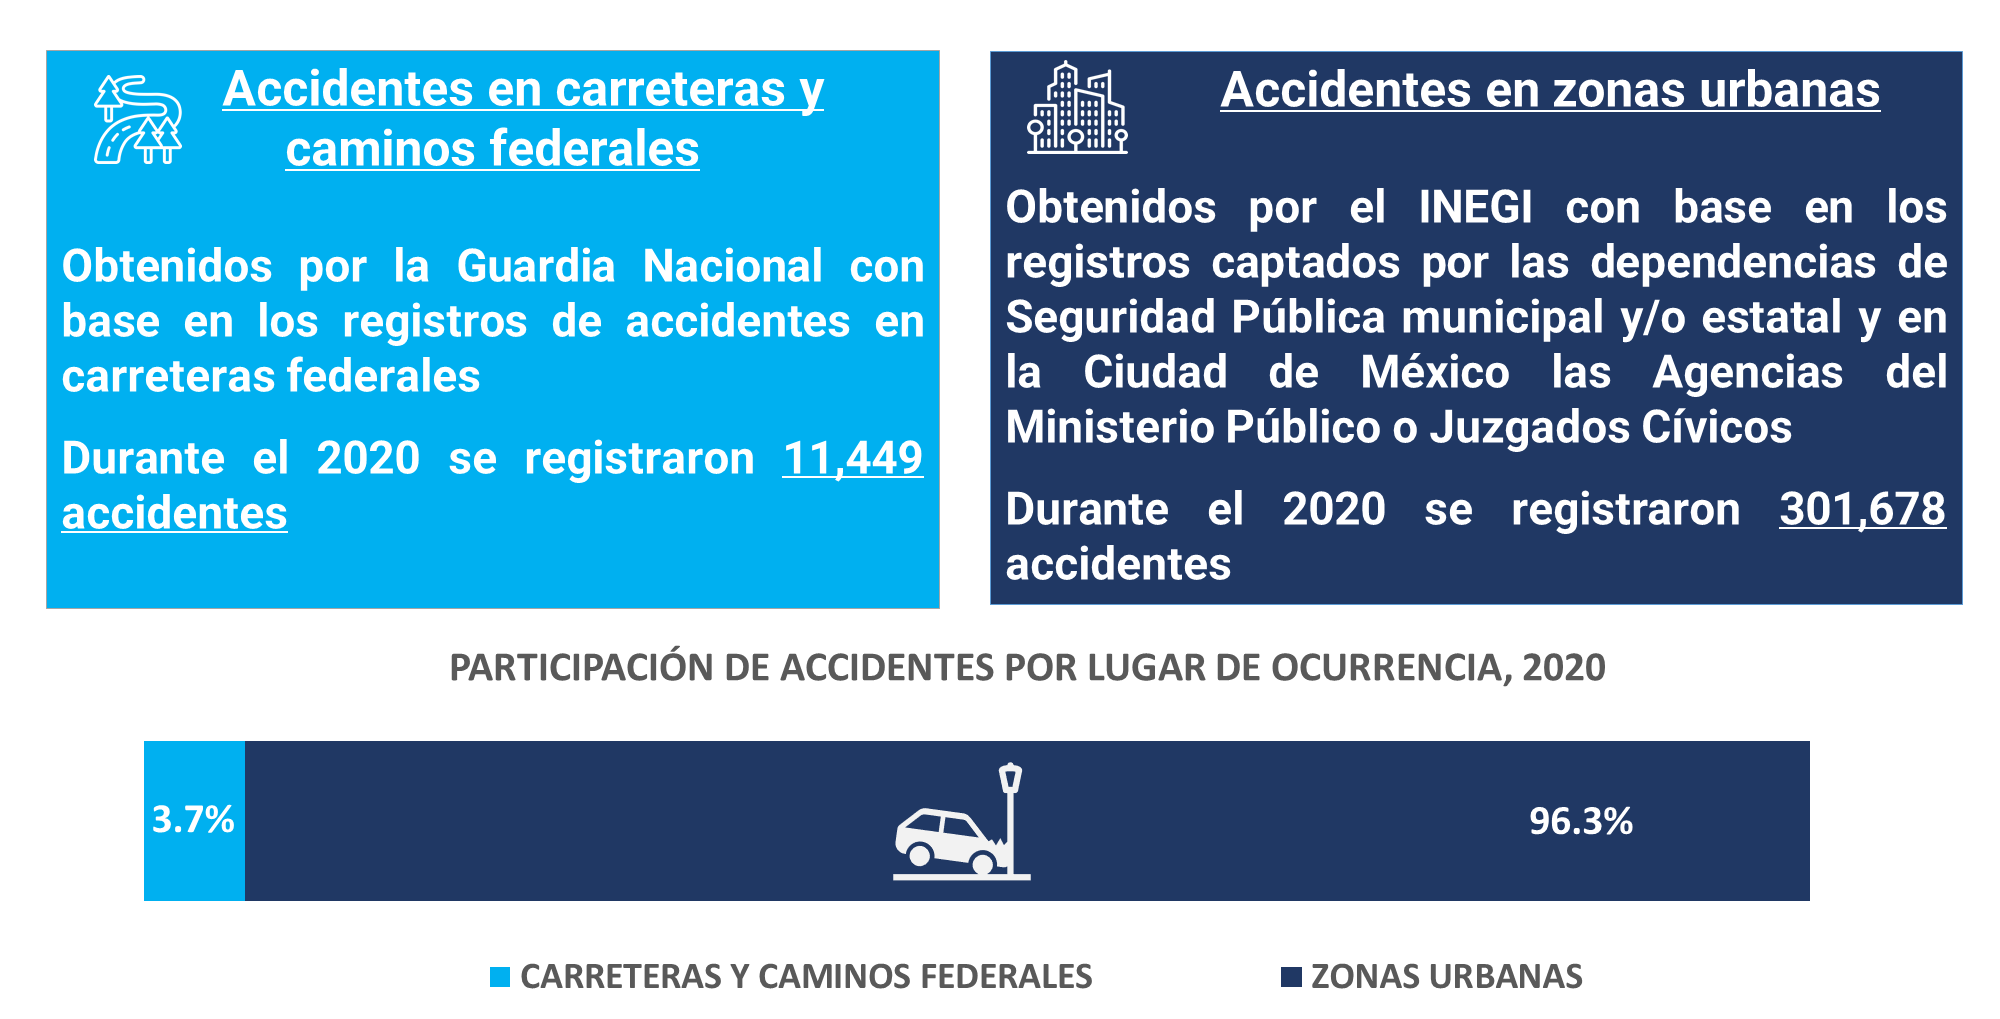 Accidentes en carreteras y
caminos federales
Obtenidos por la Guardia Nacional con
base en los registros de accidentes en
carreteras federales
Durante el 2020 se registraron 11,449
accidentes
Accidentes en zonas urbanas
Obtenidos por el INEGI con base en los
registros captados por las dependencias de
Seguridad Pública municipal y/o estatal y en
la Ciudad de México las Agencias del
Ministerio Público o Juzgados Cívicos
Durante el 2020 se registraron 301,678
accidentes
PARTICIPACIÓN DE ACCIDENTES POR LUGAR DE OCURRENCIA, 2020
3.7%
96.3%
CARRETERAS Y CAMINOS FEDERALES
ZONAS URBANAS